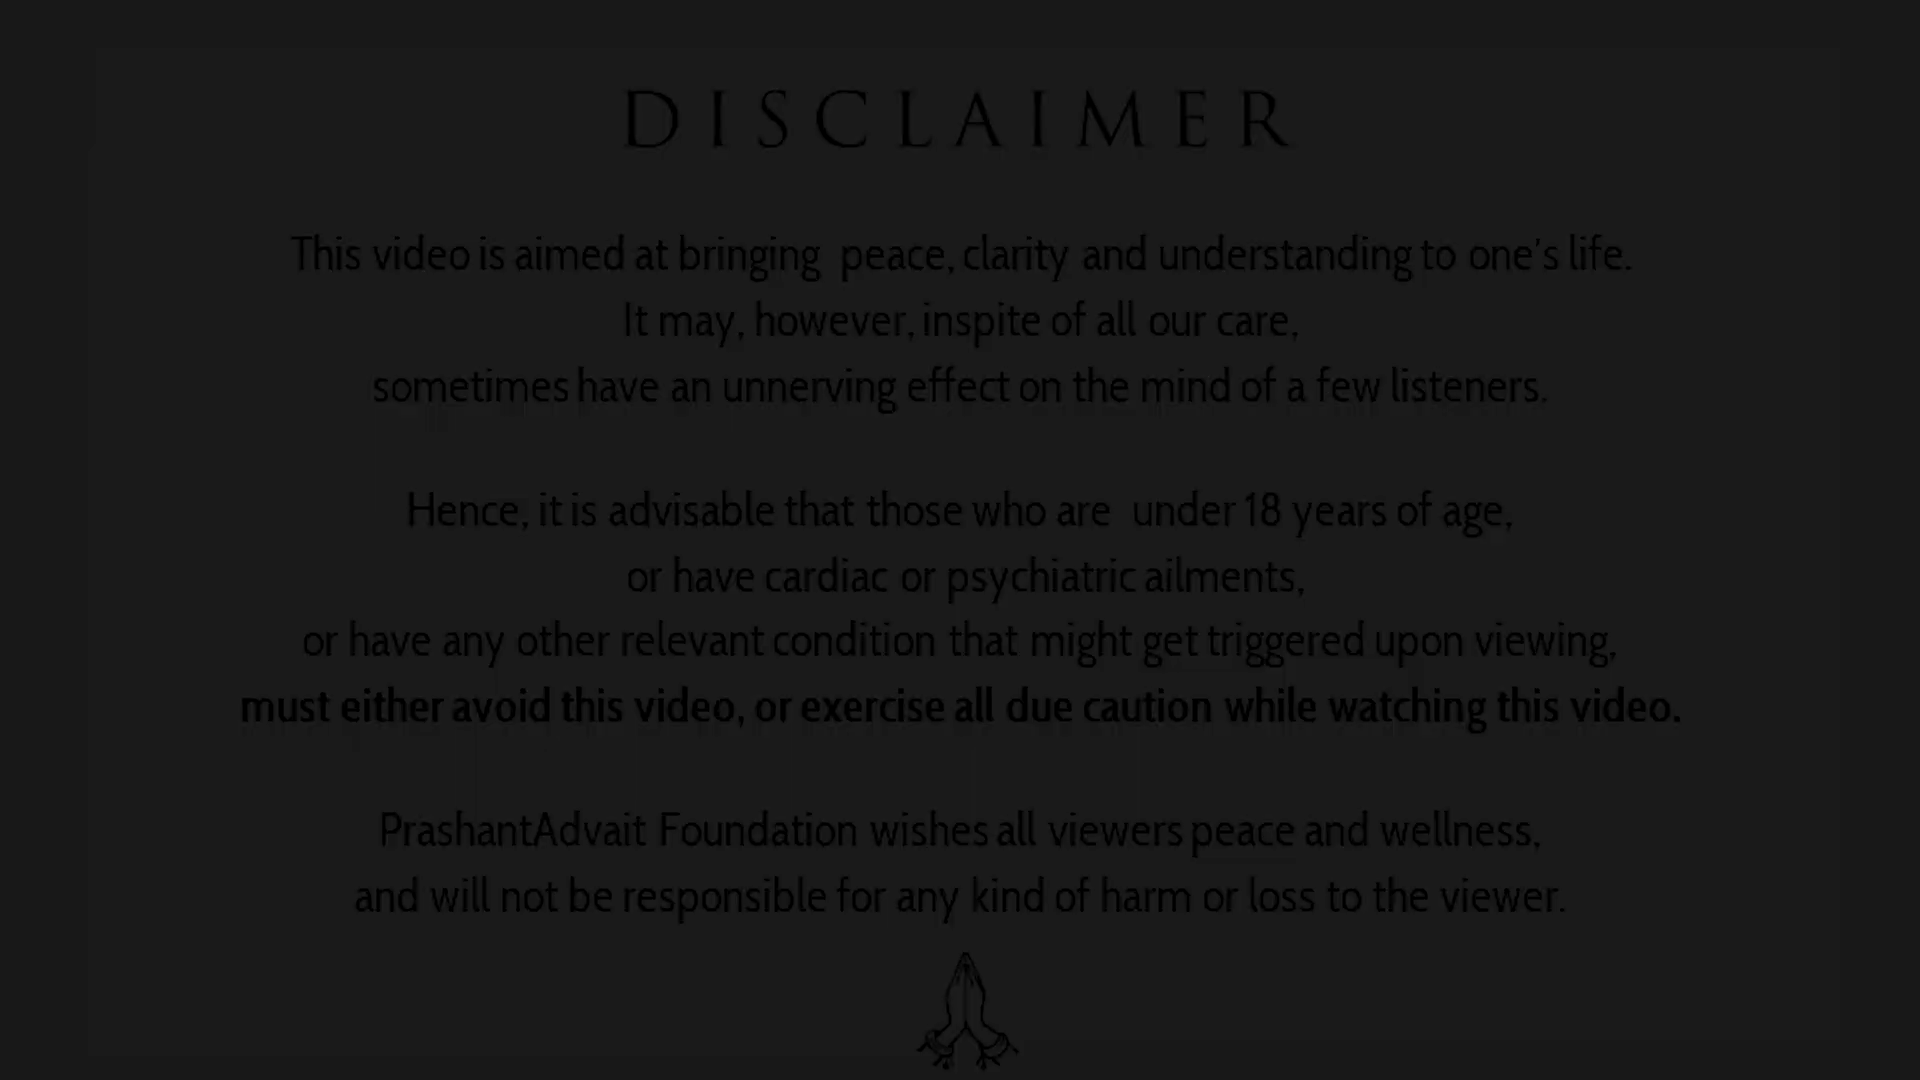 DISCLAIMER
This video is aimed at bringing peace, clarity and understanding to one's life.
It may, however, inspite of all our care,
sometimes have an unnerving effect on the mind of a few listeners.
Hence, it is advisable that those who are under 18 years of age,
or have cardiac or psychiatric ailments,
or have any other relevant condition that might get triggered upon viewing,
must either avoid this video, or exercise all due caution while watching this video.
PrashantAdvait Foundation wishes all viewers peace and wellness,
and will not be responsible for any kind of harm or loss to the viewer.